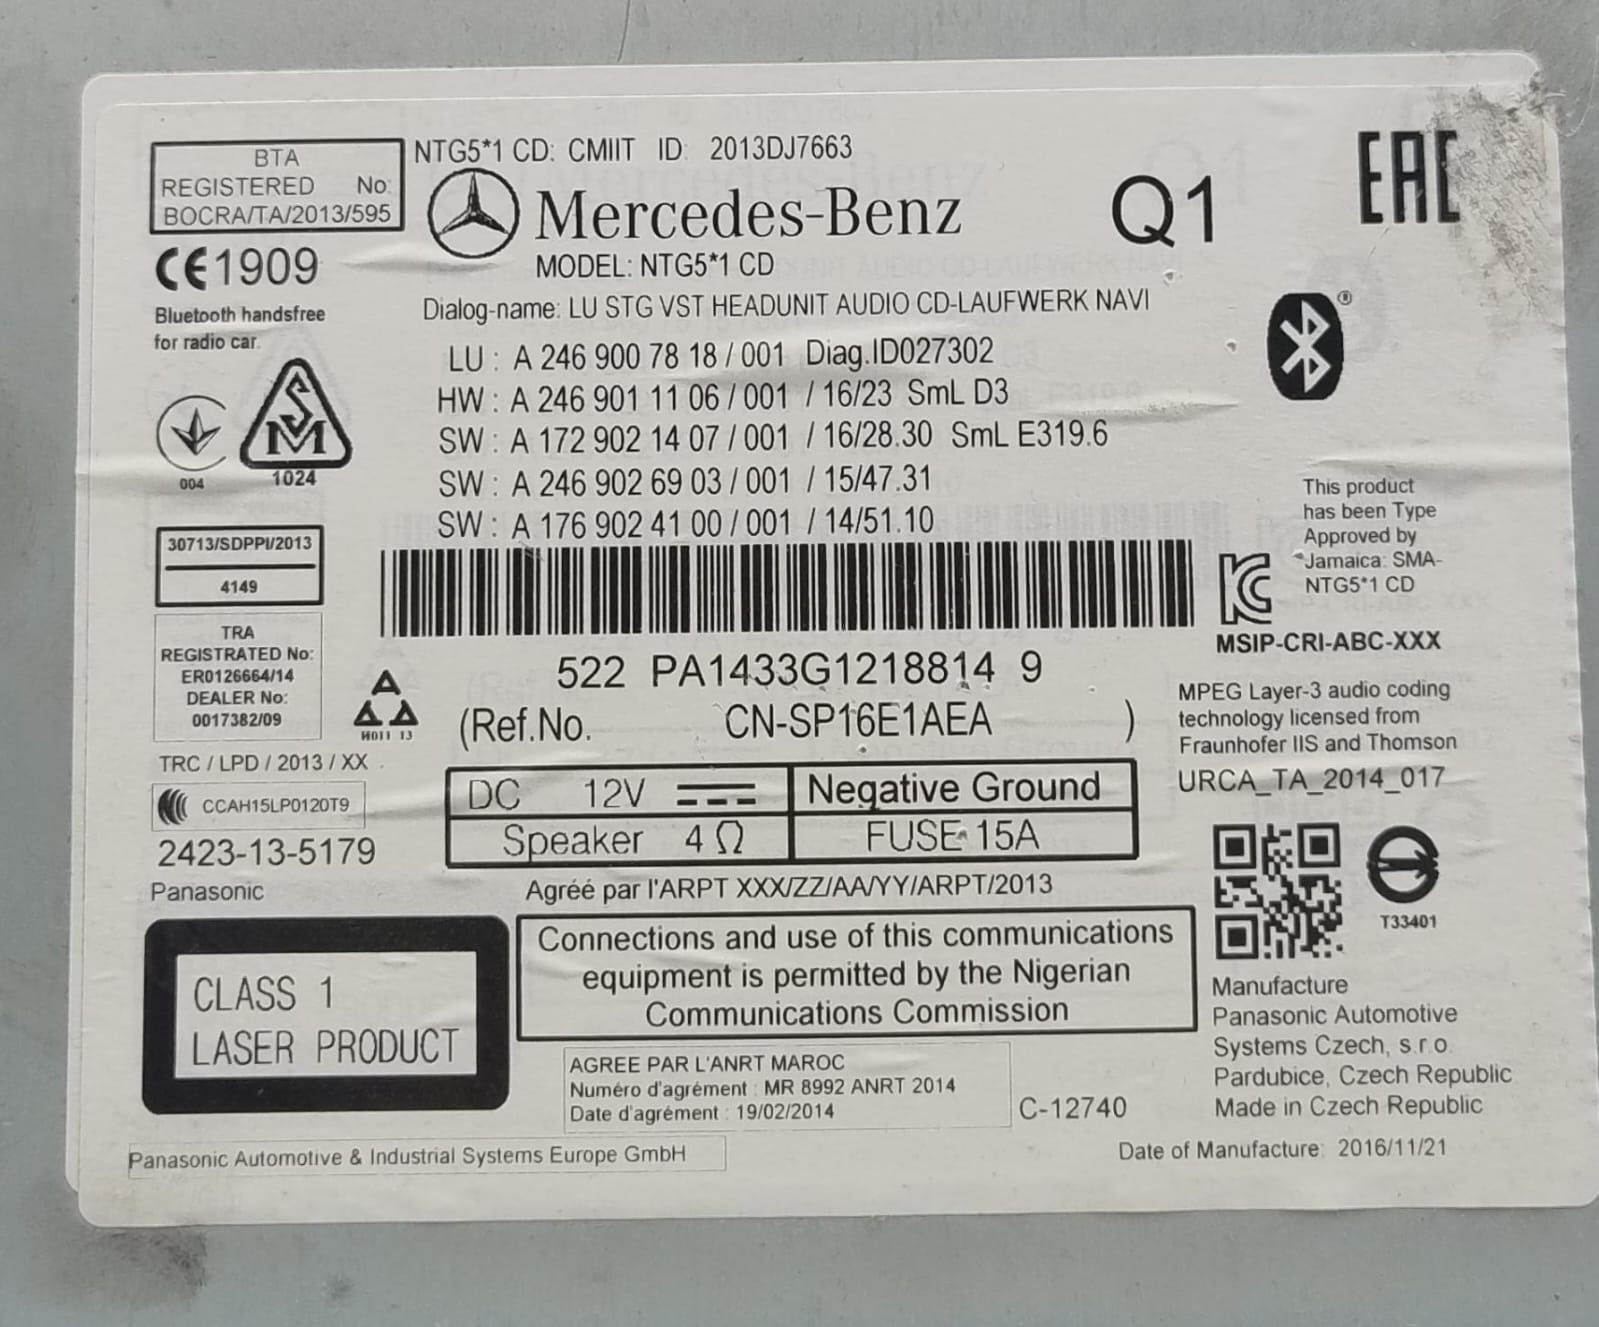 BTA
REGISTERED No:
BOCRA/TA/2013/595
CE1909
Bluetooth handsfree
for radio car.
004
SM
1024
30713/SDPPI/2013
4149
TRA
REGISTRATED No:
ER0126664/14
DEALER No:
0017382/09
H011 13
TRC / LPD / 2013 / XX
CCAH15LP0120T9
2423-13-5179
Panasonic
CLASS 1
LASER PRODUCT
NTG5*1 CD: CMIIT ID: 2013DJ7663
Mercedes-Benz
Q1
EAC
MODEL: NTG5*1 CD
Dialog-name: LU STG VST HEADUNIT AUDIO CD-LAUFWERK NAVI
LU : A 246 900 78 18 / 001 Diag.ID027302
HW : A 246 901 11 06 / 001 / 16/23 SmL D3
SW : A 172 902 14 07 / 001 / 16/28.30 SmL E319.6
SW : A 246 902 69 03 / 001 / 15/47.31
SW : A 176 902 41 00 / 001 / 14/51.10
522 PA1433G1218814 9
(Ref.No. CN-SP16E1AEA )
DC 12V
Negative Ground
Speaker 4 Ω
FUSE 15A
Agréé par l'ARPT XXX/ZZ/AA/YY/ARPT/2013
Connections and use of this communications
equipment is permitted by the Nigerian
Communications Commission
AGREE PAR L'ANRT MAROC
Numéro d'agrément : MR 8992 ANRT 2014
Date d'agrément : 19/02/2014
C-12740
®
This product
has been Type
Approved by
Jamaica: SMA-
NTG5*1 CD
KC
MSIP-CRI-ABC-XXX
MPEG Layer-3 audio coding
technology licensed from
Fraunhofer IIS and Thomson
URCA_TA_2014_017
T33401
Manufacture
Panasonic Automotive
Systems Czech, s.r.o.
Pardubice, Czech Republic
Made in Czech Republic
Panasonic Automotive & Industrial Systems Europe GmbH
Date of Manufacture: 2016/11/21